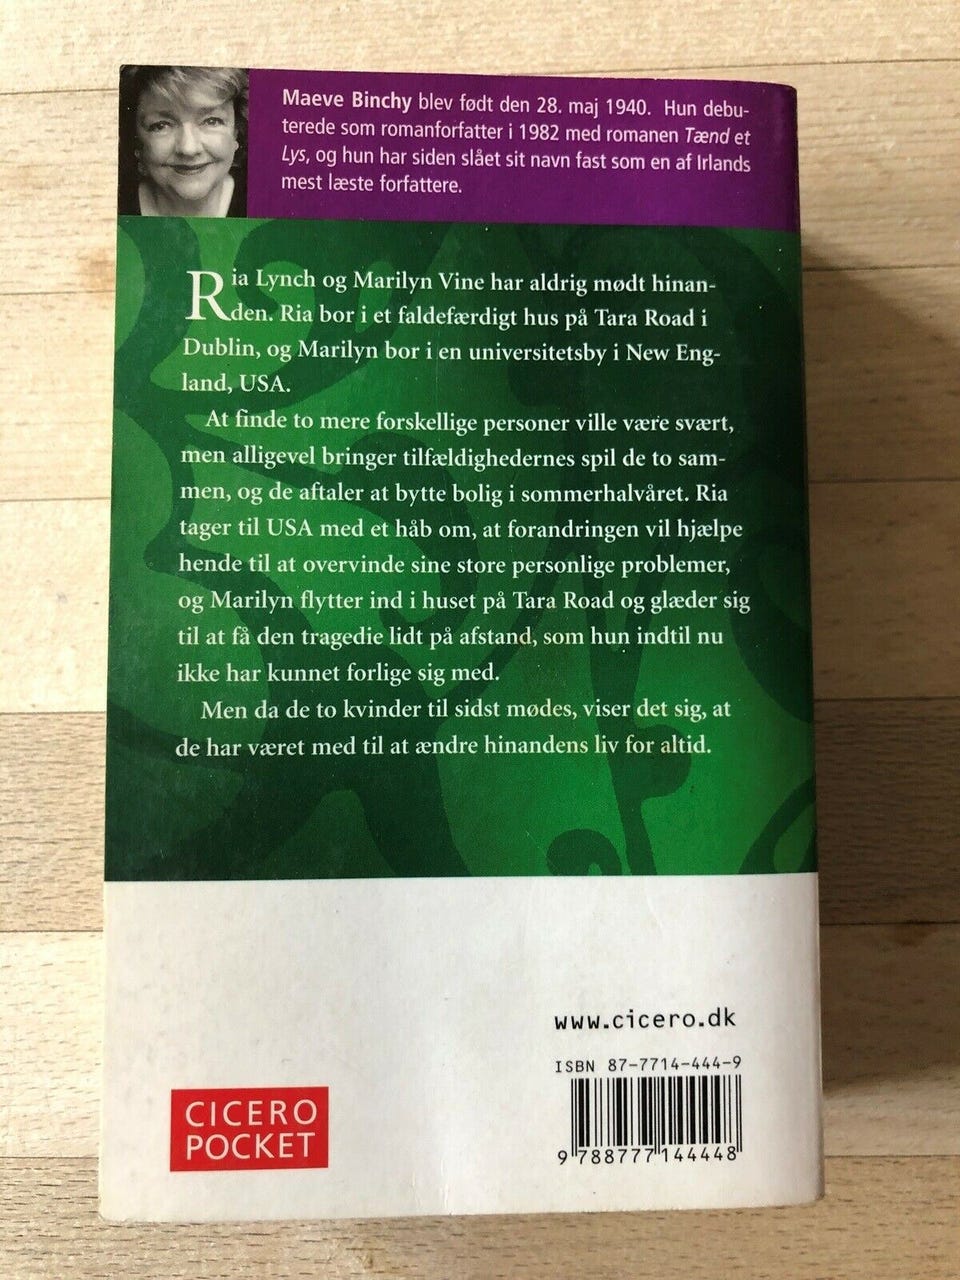 Maeve Binchy blev født den 28. maj 1940. Hun debu-
terede som romanforfatter i 1982 med romanen Tænd et
Lys, og hun har siden slået sit navn fast som en af Irlands
mest læste forfattere.
Ria Lynch og Marilyn Vine har aldrig mødt hinan-
den. Ria bor i et faldefærdigt hus på Tara Road i
Dublin, og Marilyn bor i en universitetsby i New Eng-
land, USA.
At finde to mere forskellige personer ville være svært,
men alligevel bringer tilfældighedernes spil de to sam-
men, og de aftaler at bytte bolig i sommerhalvåret. Ria
tager til USA med et håb om, at forandringen vil hjælpe
hende til at overvinde sine store personlige problemer,
og Marilyn flytter ind i huset på Tara Road og glæder sig
til at få den tragedie lidt på afstand, som hun indtil nu
ikke har kunnet forlige sig med.
Men da de to kvinder til sidst mødes, viser det sig, at
de har været med til at ændre hinandens liv for altid.
www.cicero.dk
ISBN 87-7714-444-9
9 788777 144448
CICERO
POCKET